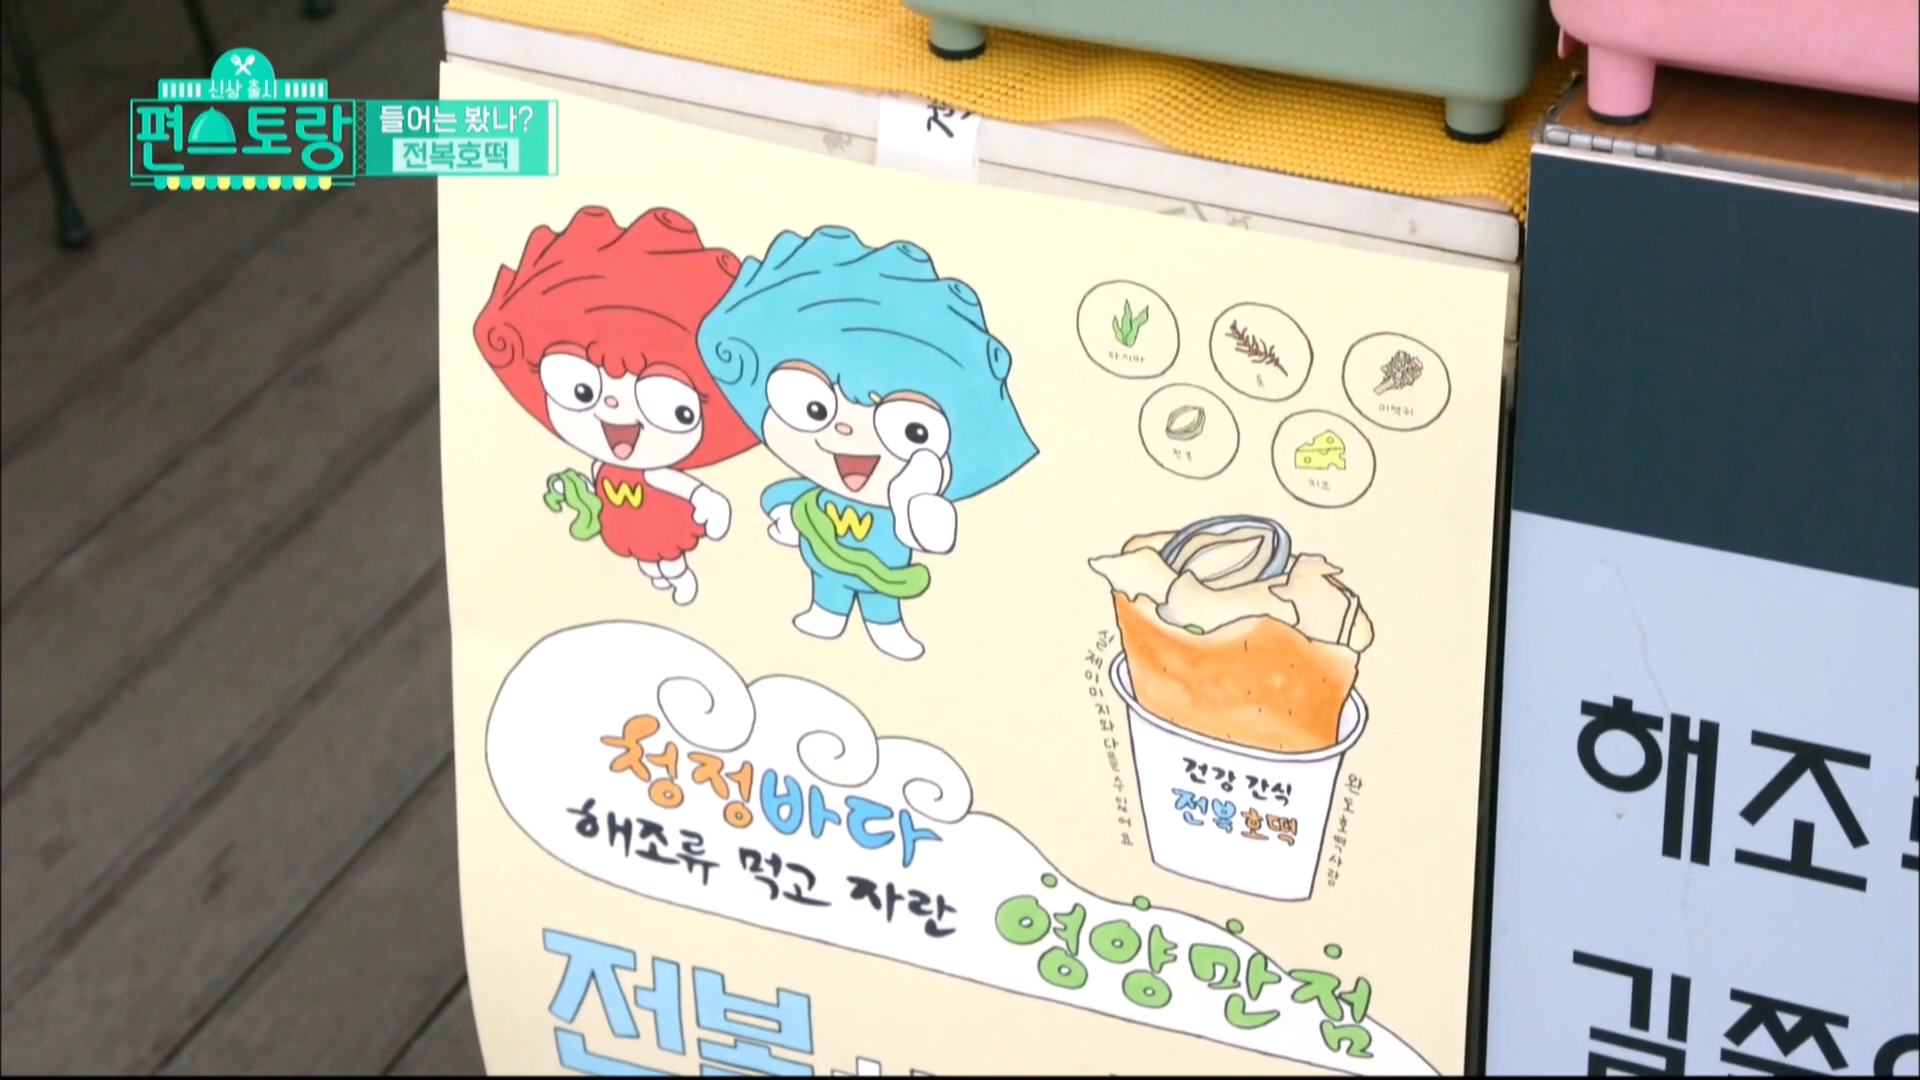 신상 출시
편스토랑
들어는 봤나?
전복호떡
다시마
톳
미역귀
전복
치즈
실제이미지와 다를 수 있어요
건강 간식
전복호떡
완도호떡사랑
청정바다
해조류 먹고 자란
영양만점
전복
W
W
해조
길쭉